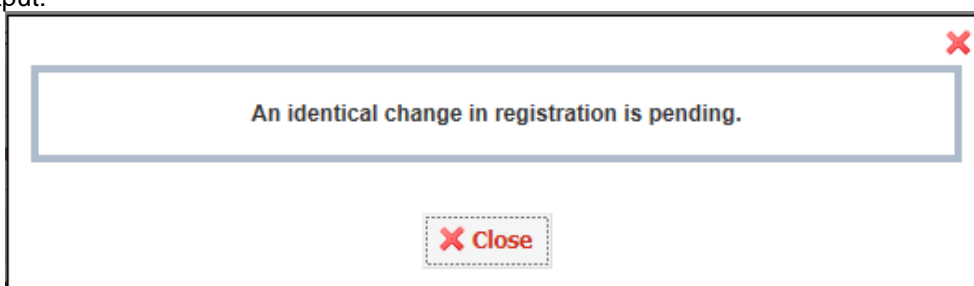 An identical change in registration is pending.
Close